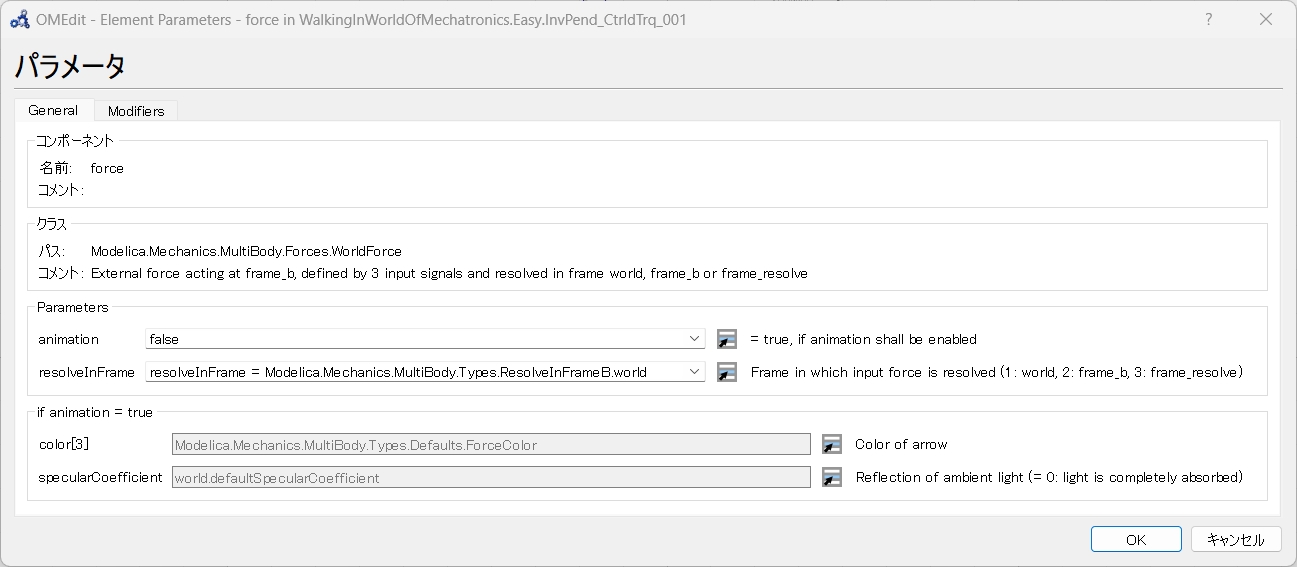 OMEdit - Element Parameters - force in WalkingInWorldOfMechatronics.Easy.InvPend_CtrldTrq_001
パラメータ
General Modifiers
コンポーネント
名前: force
コメント:
クラス
パス: Modelica.Mechanics.MultiBody.Forces.WorldForce
コメント: External force acting at frame_b, defined by 3 input signals and resolved in frame world, frame_b or frame_resolve
Parameters
animation false = true, if animation shall be enabled
resolveInFrame resolveInFrame = Modelica.Mechanics.MultiBody.Types.ResolveInFrameB.world Frame in which input force is resolved (1: world, 2: frame_b, 3: frame_resolve)
if animation = true
color[3] Modelica.Mechanics.MultiBody.Types.Defaults.ForceColor Color of arrow
specularCoefficient world.defaultSpecularCoefficient Reflection of ambient light (= 0: light is completely absorbed)
OK キャンセル